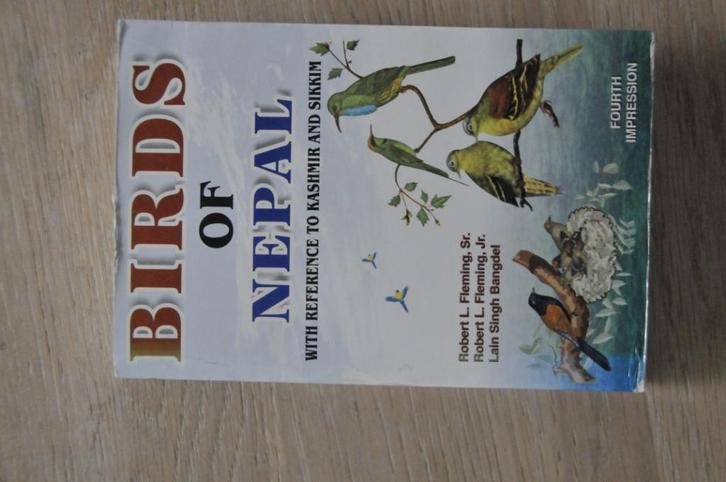 BIRDS
OF
NEPAL
WITH REFERENCE TO KASHMIR AND SIKKIM
Robert L. Fleming, Sr.
Robert L. Fleming, Jr.
Lain Singh Bangdel
FOURTH
IMPRESSION